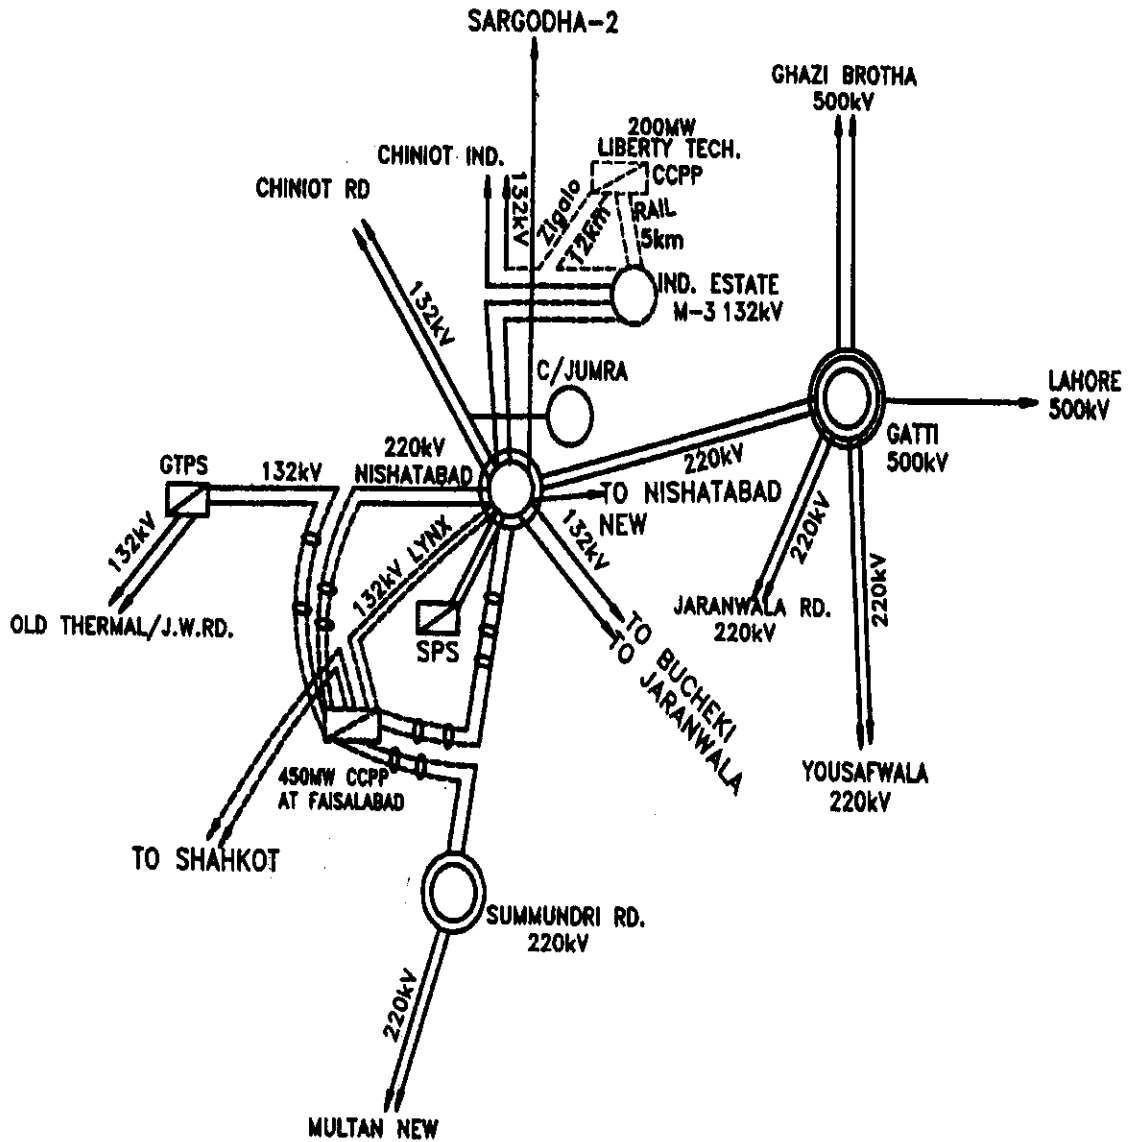 SARGODHA-2
GHAZI BROTHA
500kV
200MW
LIBERTY TECH.
CCPP
CHINIOT IND.
CHINIOT RD
132kV
Zigalo
12km
RAIL
5km
IND. ESTATE
M-3 132kV
132kV
C/JUMRA
LAHORE
500kV
GATTI
500kV
220kV
NISHATABAD
220kV
GTPS
132kV
TO NISHATABAD
NEW
132kV
132kV LYNX
132kV
220kV
220kV
OLD THERMAL/J.W.RD.
SPS
JARANWALA RD.
220kV
TO BUCHEKI
TO JARANWALA
450MW CCPP
AT FAISALABAD
YOUSAFWALA
220kV
TO SHAHKOT
SUMMUNDRI RD.
220kV
220kV
MULTAN NEW